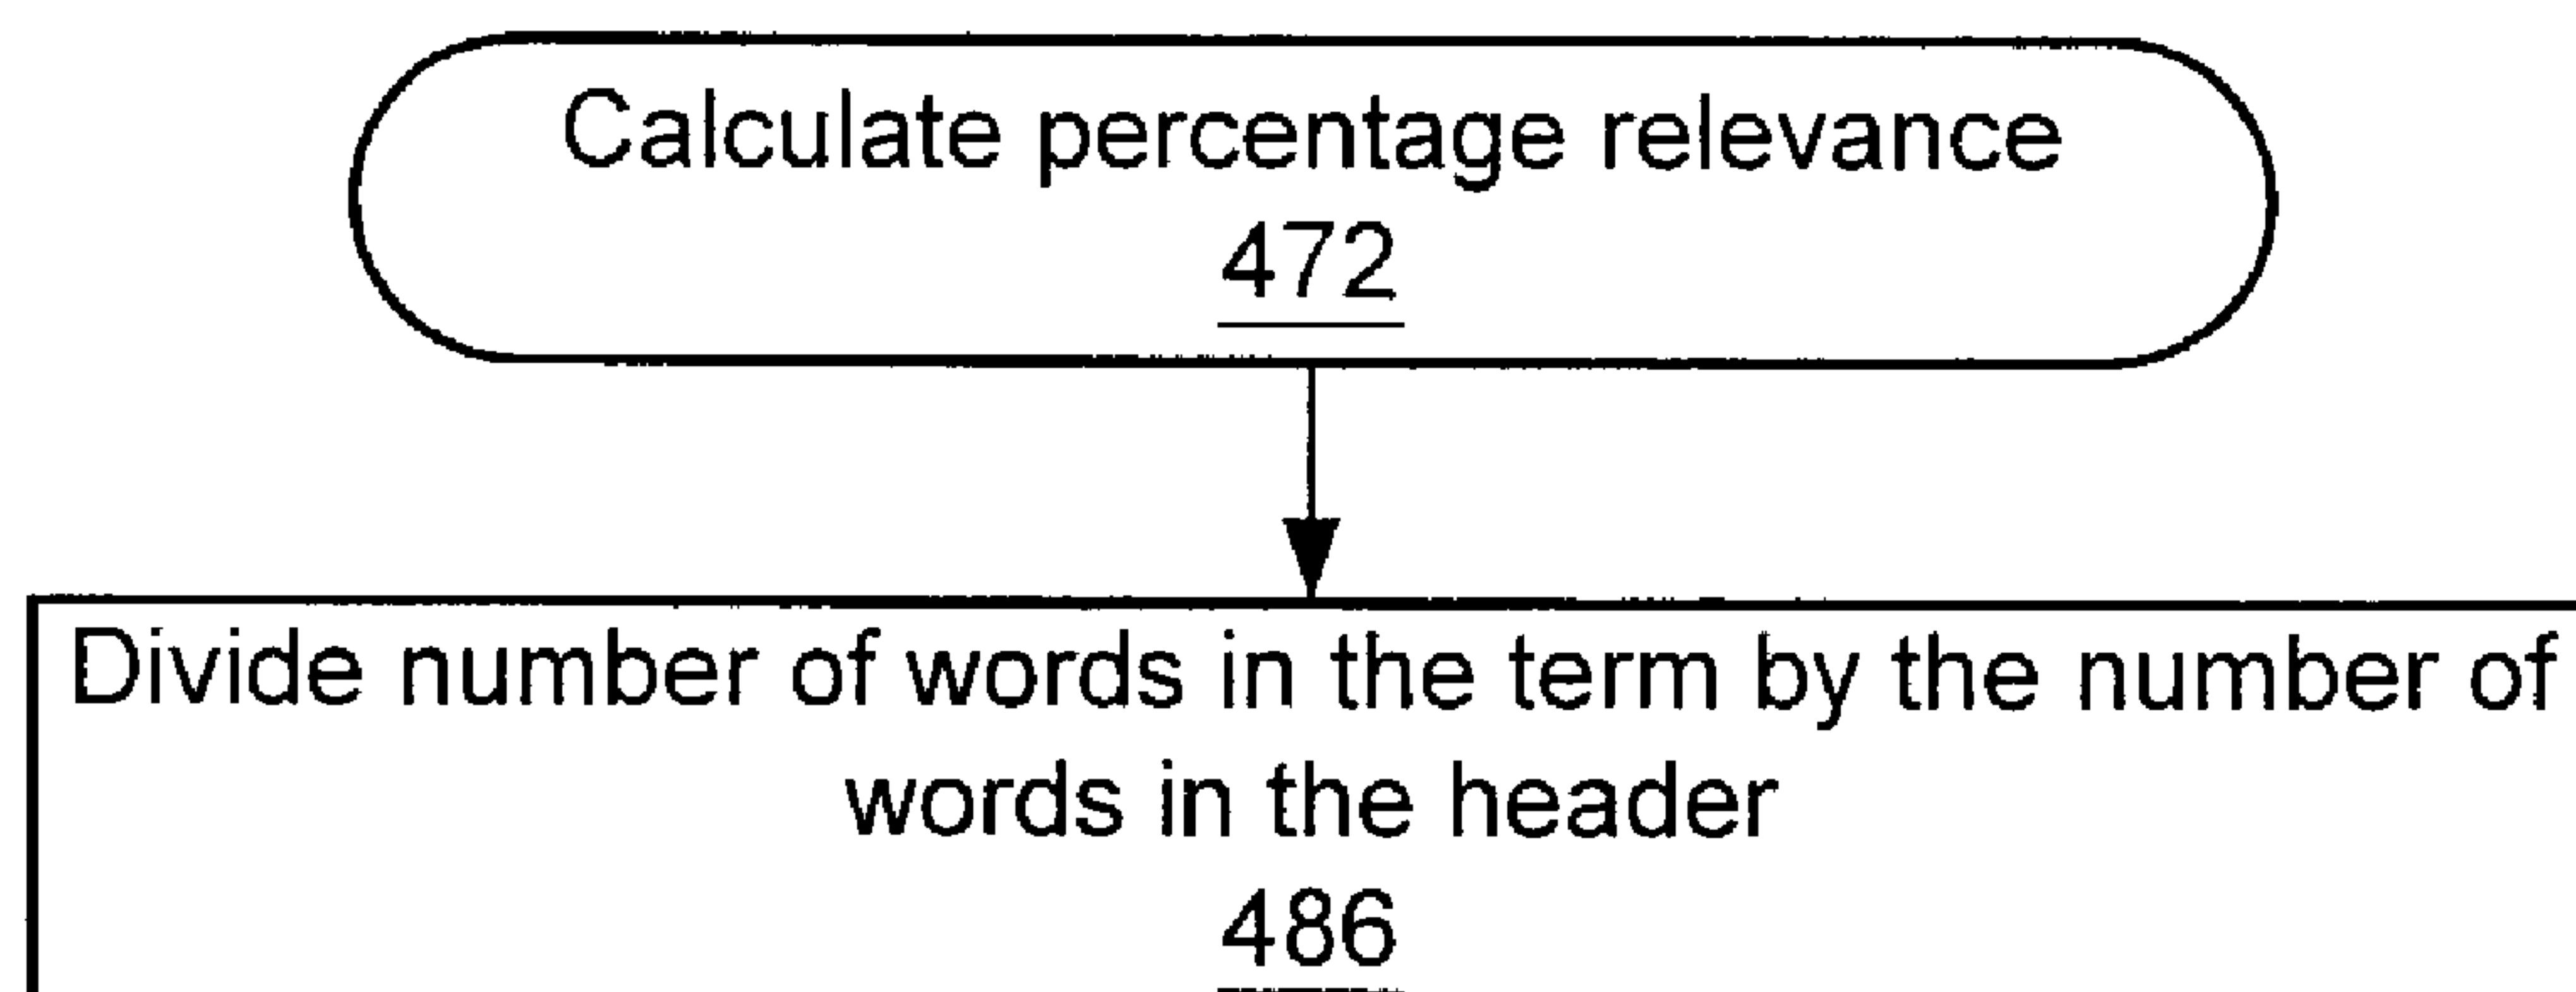 Calculate percentage relevance
472
Divide number of words in the term by the number of
words in the header
486